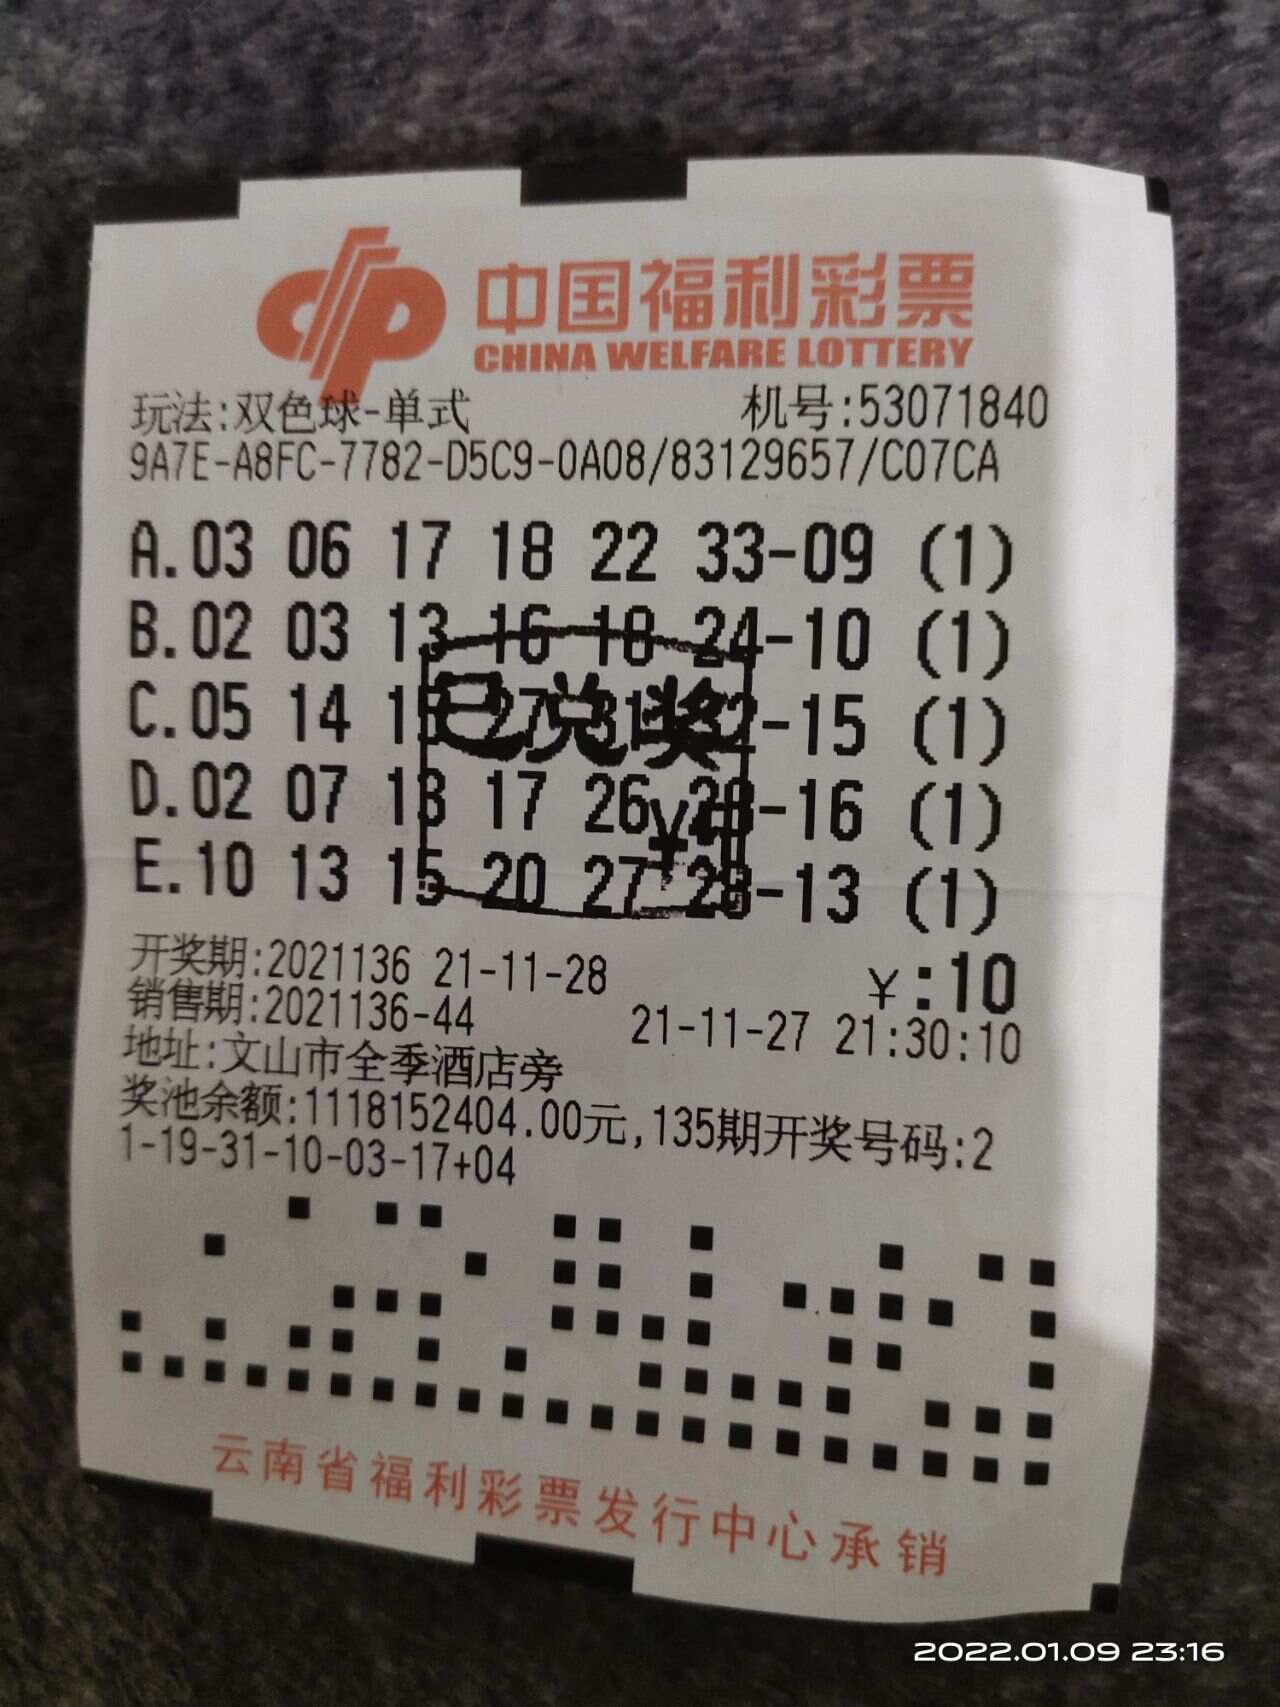 中国福利彩票
CHINA WELFARE LOTTERY
玩法:双色球-单式 机号:53071840
9A7E-A8FC-7782-D5C9-0A08/83129657/C07CA
A.03 06 17 18 22 33-09 (1)
B.02 03 13 16 18 24-10 (1)
C.05 14 15 27 31 32-15 (1)
已兑奖
D.02 07 13 17 26 28-16 (1)
E.10 13 15 20 27 28-13 (1)
开奖期:2021136 21-11-28 ¥:10
销售期:2021136-44 21-11-27 21:30:10
地址:文山市全季酒店旁
奖池余额:1118152404.00元,135期开奖号码:2
1-19-31-10-03-17+04
云南省福利彩票发行中心承销
2022.01.09 23:16